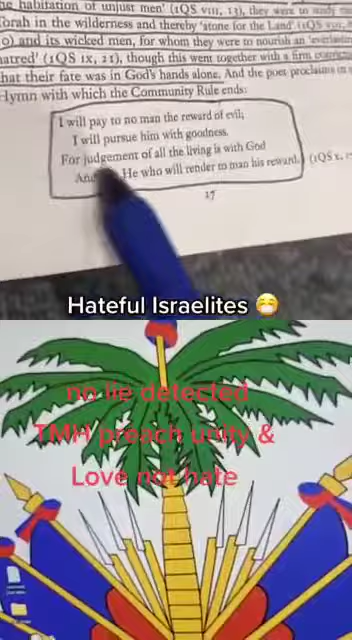 he habitation of unjust men' (1QS VIII, 13), they were to study the
Torah in the wilderness and thereby 'atone for the Land' (1QS VIII,
and its wicked men, for whom they were to nourish an 'everlasting
hatred' (1QS IX, 21), though this went together with a firm
that their fate was in God's hands alone. And the poet proclaims in
Hymn with which the Community Rule ends:
I will pay to no man the reward of evil;
I will pursue him with goodness.
For judgement of all the living is with God
He who will render to man his reward. (1QS X,
17
Hateful Israelites 😷
no lie detected
TMH preach unity &
Love not hate